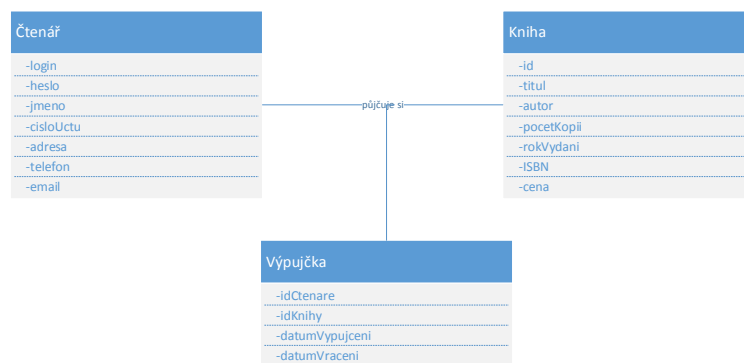 Čtenář
-login
-heslo
-jmeno
-cisloUctu
-adresa
-telefon
-email
půjčuje si
Kniha
-id
-titul
-autor
-pocetKopii
-rokVydani
-ISBN
-cena
Výpujčka
-idCtenare
-idKnihy
-datumVypujceni
-datumVraceni